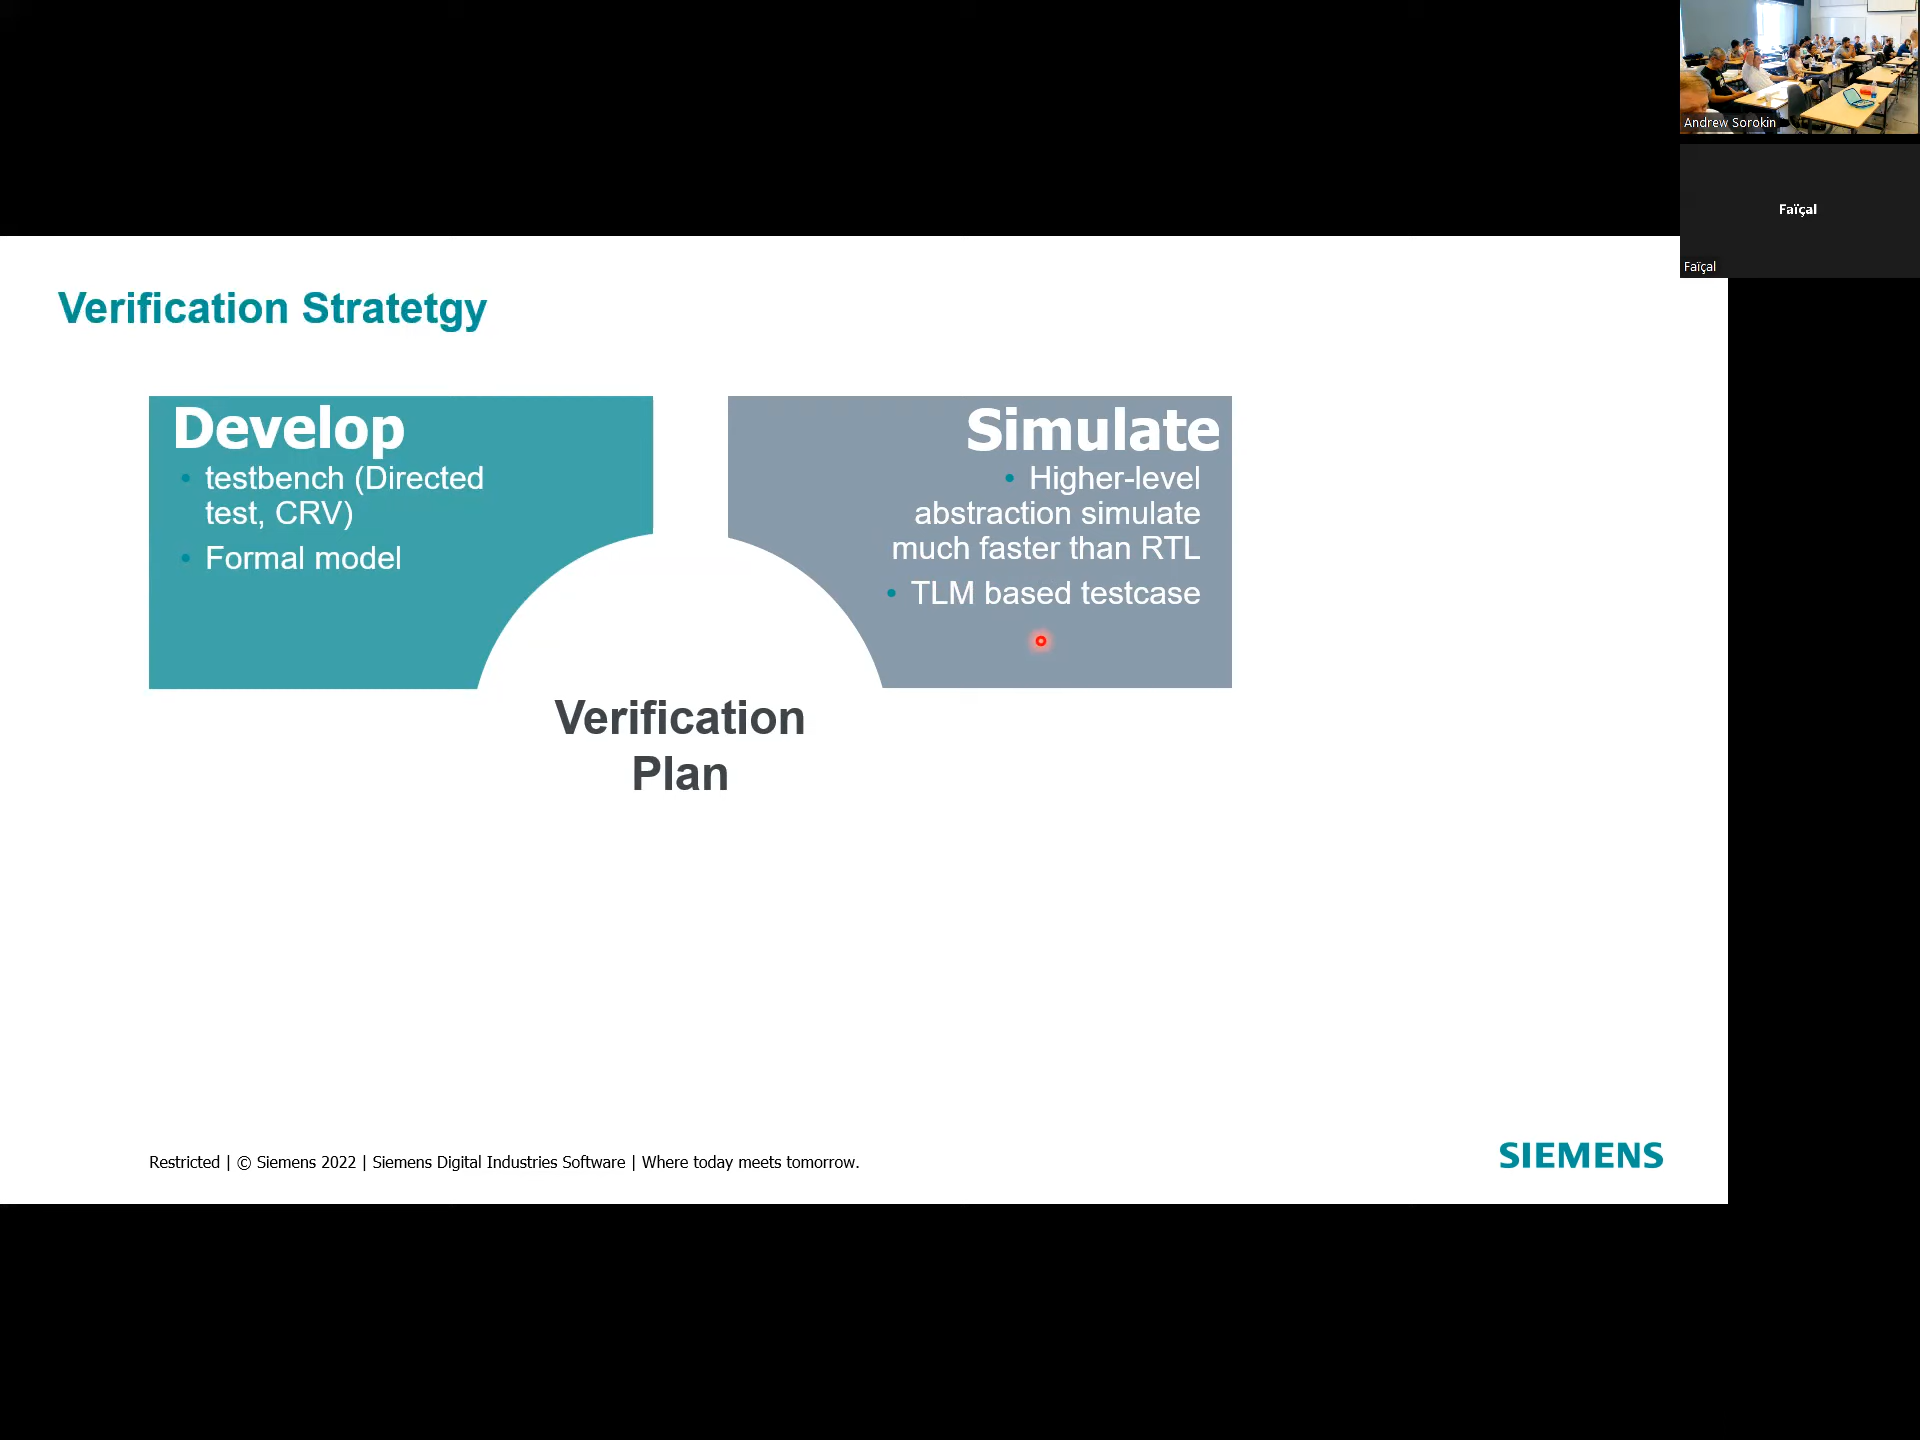 Andrew Sorokin
Faïçal
Faïçal
Verification Stratetgy
Develop
• testbench (Directed
test, CRV)
• Formal model
Simulate
• Higher-level
abstraction simulate
much faster than RTL
• TLM based testcase
Verification
Plan
Restricted | © Siemens 2022 | Siemens Digital Industries Software | Where today meets tomorrow.
SIEMENS